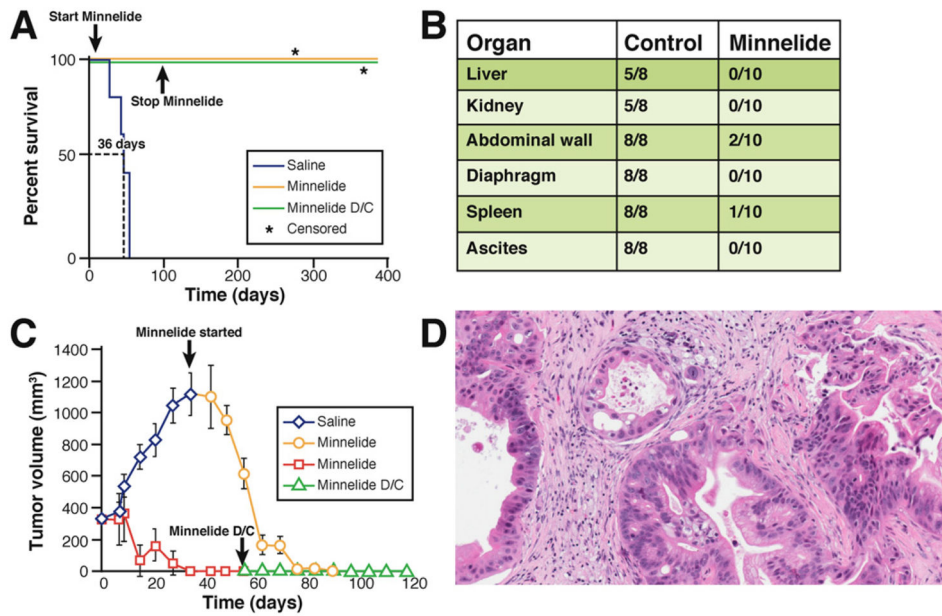 A
Start Minnelide
100
50
0
Percent survival
36 days
Stop Minnelide
*
*
Saline
Minnelide
Minnelide D/C
* Censored
0 100 200 300 400
Time (days)
B
Organ Control Minnelide
Liver 5/8 0/10
Kidney 5/8 0/10
Abdominal wall 8/8 2/10
Diaphragm 8/8 0/10
Spleen 8/8 1/10
Ascites 8/8 0/10
C
Minnelide started
1400
1200
1000
800
600
400
200
0
Tumor volume (mm³)
Saline
Minnelide
Minnelide
Minnelide D/C
Minnelide D/C
0 20 40 60 80 100 120
Time (days)
D